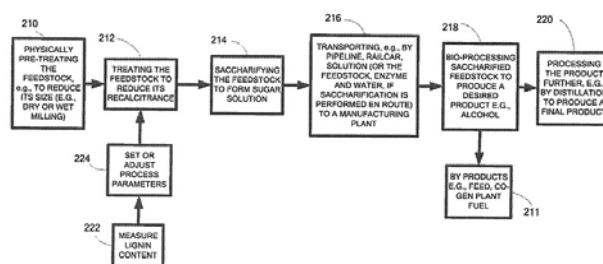 210
PHYSICALLY
PRE-TREATING
THE
FEEDSTOCK,
e.g., TO REDUCE
ITS SIZE (E.G.,
DRY OR WET
MILLING)
212
TREATING THE
FEEDSTOCK TO
REDUCE ITS
RECALCITRANCE
214
SACCHARIFYING
THE FEEDSTOCK
TO FORM SUGAR
SOLUTION
216
TRANSPORTING, e.g., BY
PIPELINE, RAILCAR,
SOLUTION (OR THE
FEEDSTOCK, ENZYME
AND WATER, IF
SACCHARIFICATION IS
PERFORMED EN ROUTE) TO
A MANUFACTURING PLANT
218
BIO-PROCESSING
SACCHARIFIED
FEEDSTOCK TO
PRODUCE A
DESIRED
PRODUCT E.G.,
ALCOHOL
220
PROCESSING
THE PRODUCT
FURTHER, E.G.,
BY DISTILLATION
TO PRODUCE A
FINAL PRODUCT
224
SET OR
ADJUST
PROCESS
PARAMETERS
222
MEASURE
LIGNIN
CONTENT
BY PRODUCTS
E.G., FEED, CO-
GEN PLANT
FUEL
211